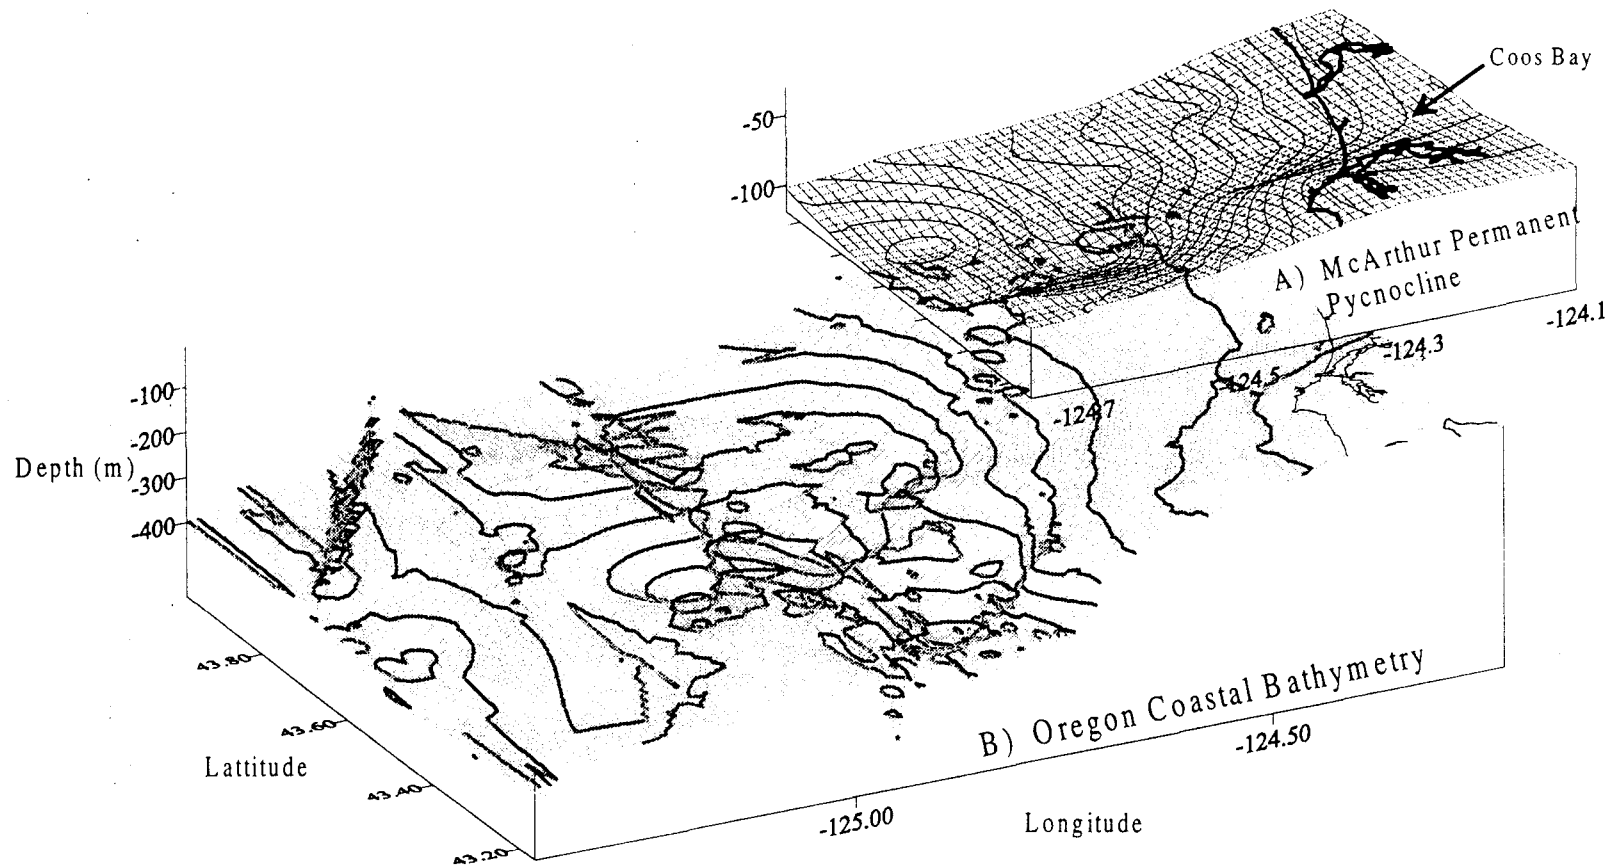 Coos Bay
-50
-100
A) McArthur Permanent
Pycnocline
-124.1
-124.3
-124.5
-124.7
-100
-200
Depth (m)
-300
-400
43.80
43.60
Lattitude
43.40
43.20
B) Oregon Coastal Bathymetry
-124.50
-125.00
Longitude